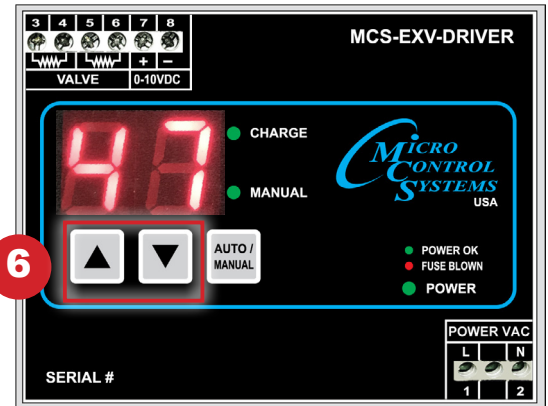 3 4 5 6 7 8
MCS-EXV-DRIVER
+ −
VALVE 0-10VDC
47
CHARGE
MANUAL
MICRO
CONTROL
SYSTEMS
USA
6
AUTO /
MANUAL
POWER OK
FUSE BLOWN
POWER
POWER VAC
L N
1 2
SERIAL #